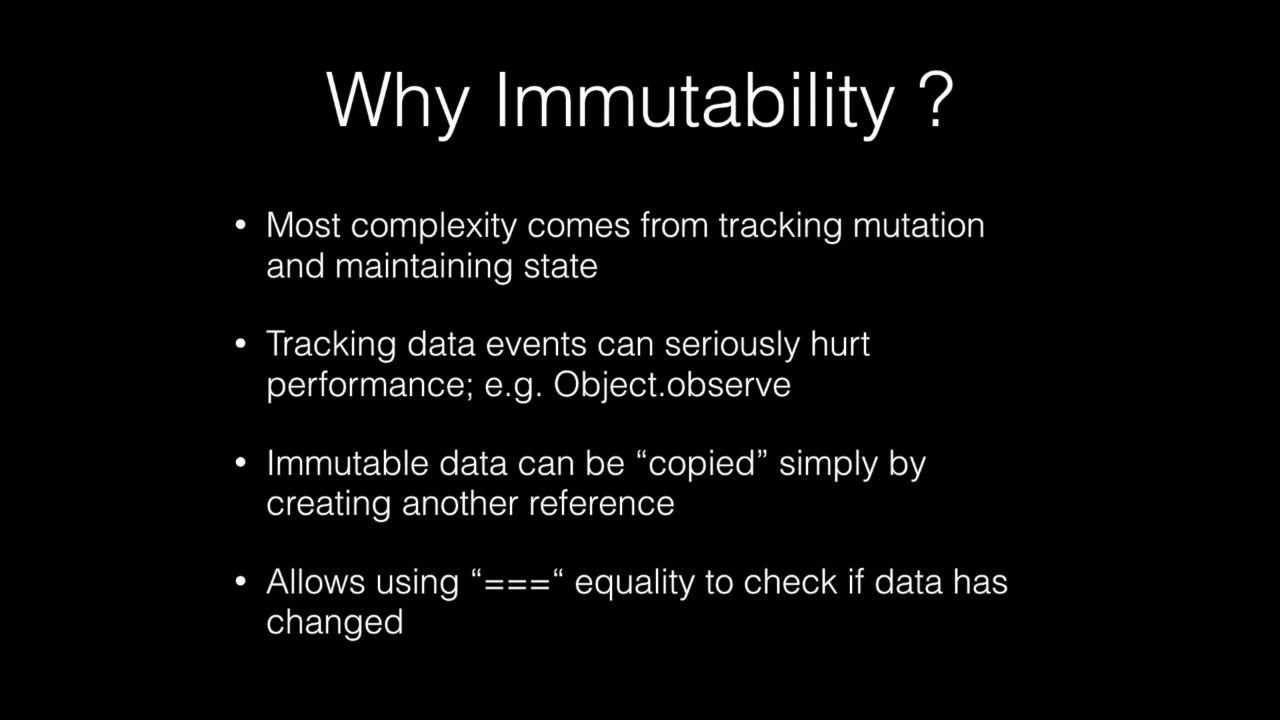 Why Immutability ?
• Most complexity comes from tracking mutation
and maintaining state
• Tracking data events can seriously hurt
performance; e.g. Object.observe
• Immutable data can be “copied” simply by
creating another reference
• Allows using “===“ equality to check if data has
changed